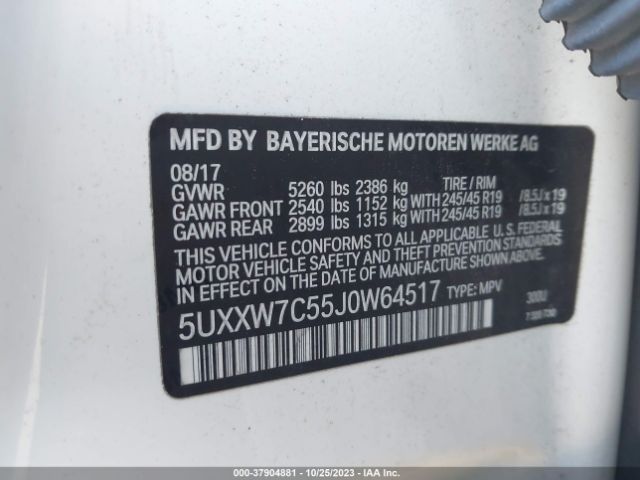 MFD BY BAYERISCHE MOTOREN WERKE AG
08/17 TIRE / RIM
GVWR 5260 lbs 2386 kg
GAWR FRONT 2540 lbs 1152 kg WITH 245/45 R19 /8.5J x 19
GAWR REAR 2899 lbs 1315 kg WITH 245/45 R19 /8.5J x 19
THIS VEHICLE CONFORMS TO ALL APPLICABLE U. S. FEDERAL
MOTOR VEHICLE SAFETY AND THEFT PREVENTION STANDARDS
IN EFFECT ON THE DATE OF MANUFACTURE SHOWN ABOVE.
5UXXW7C55J0W64517 TYPE: MPV
300U
000-37904881 - 10/25/2023 - IAA Inc.